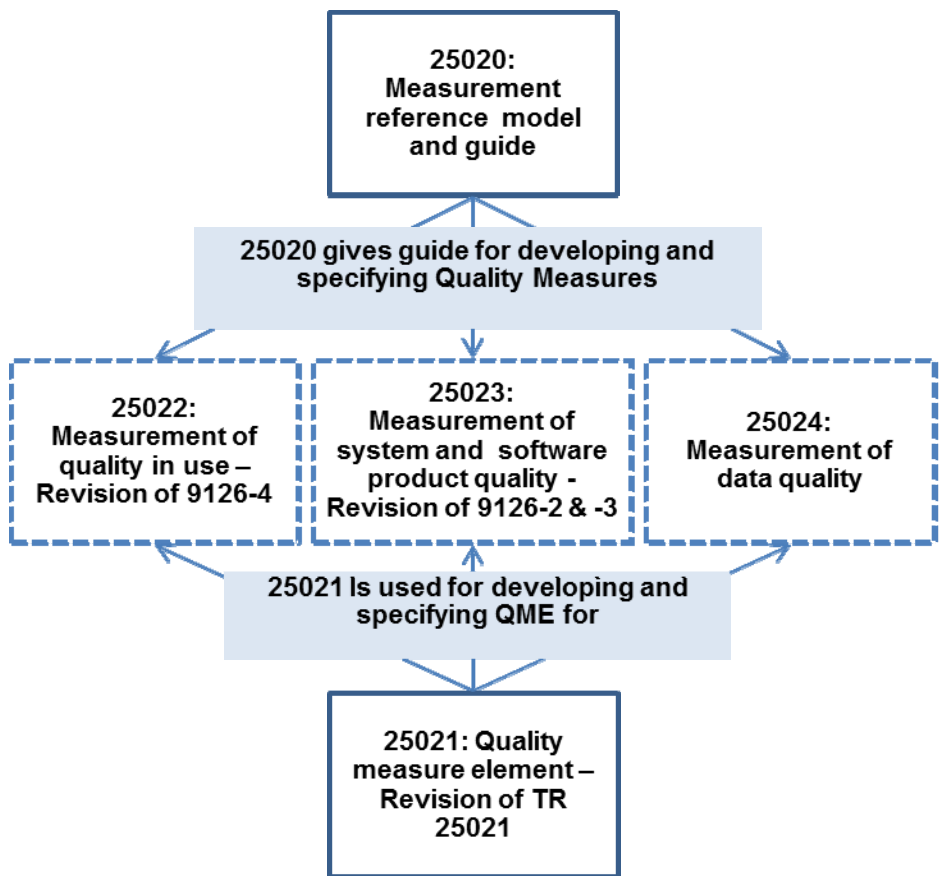 25020:
Measurement
reference model
and guide
25020 gives guide for developing and
specifying Quality Measures
25022:
Measurement of
quality in use –
Revision of 9126-4
25023:
Measurement of
system and software
product quality -
Revision of 9126-2 & -3
25024:
Measurement of
data quality
25021 Is used for developing and
specifying QME for
25021: Quality
measure element –
Revision of TR
25021